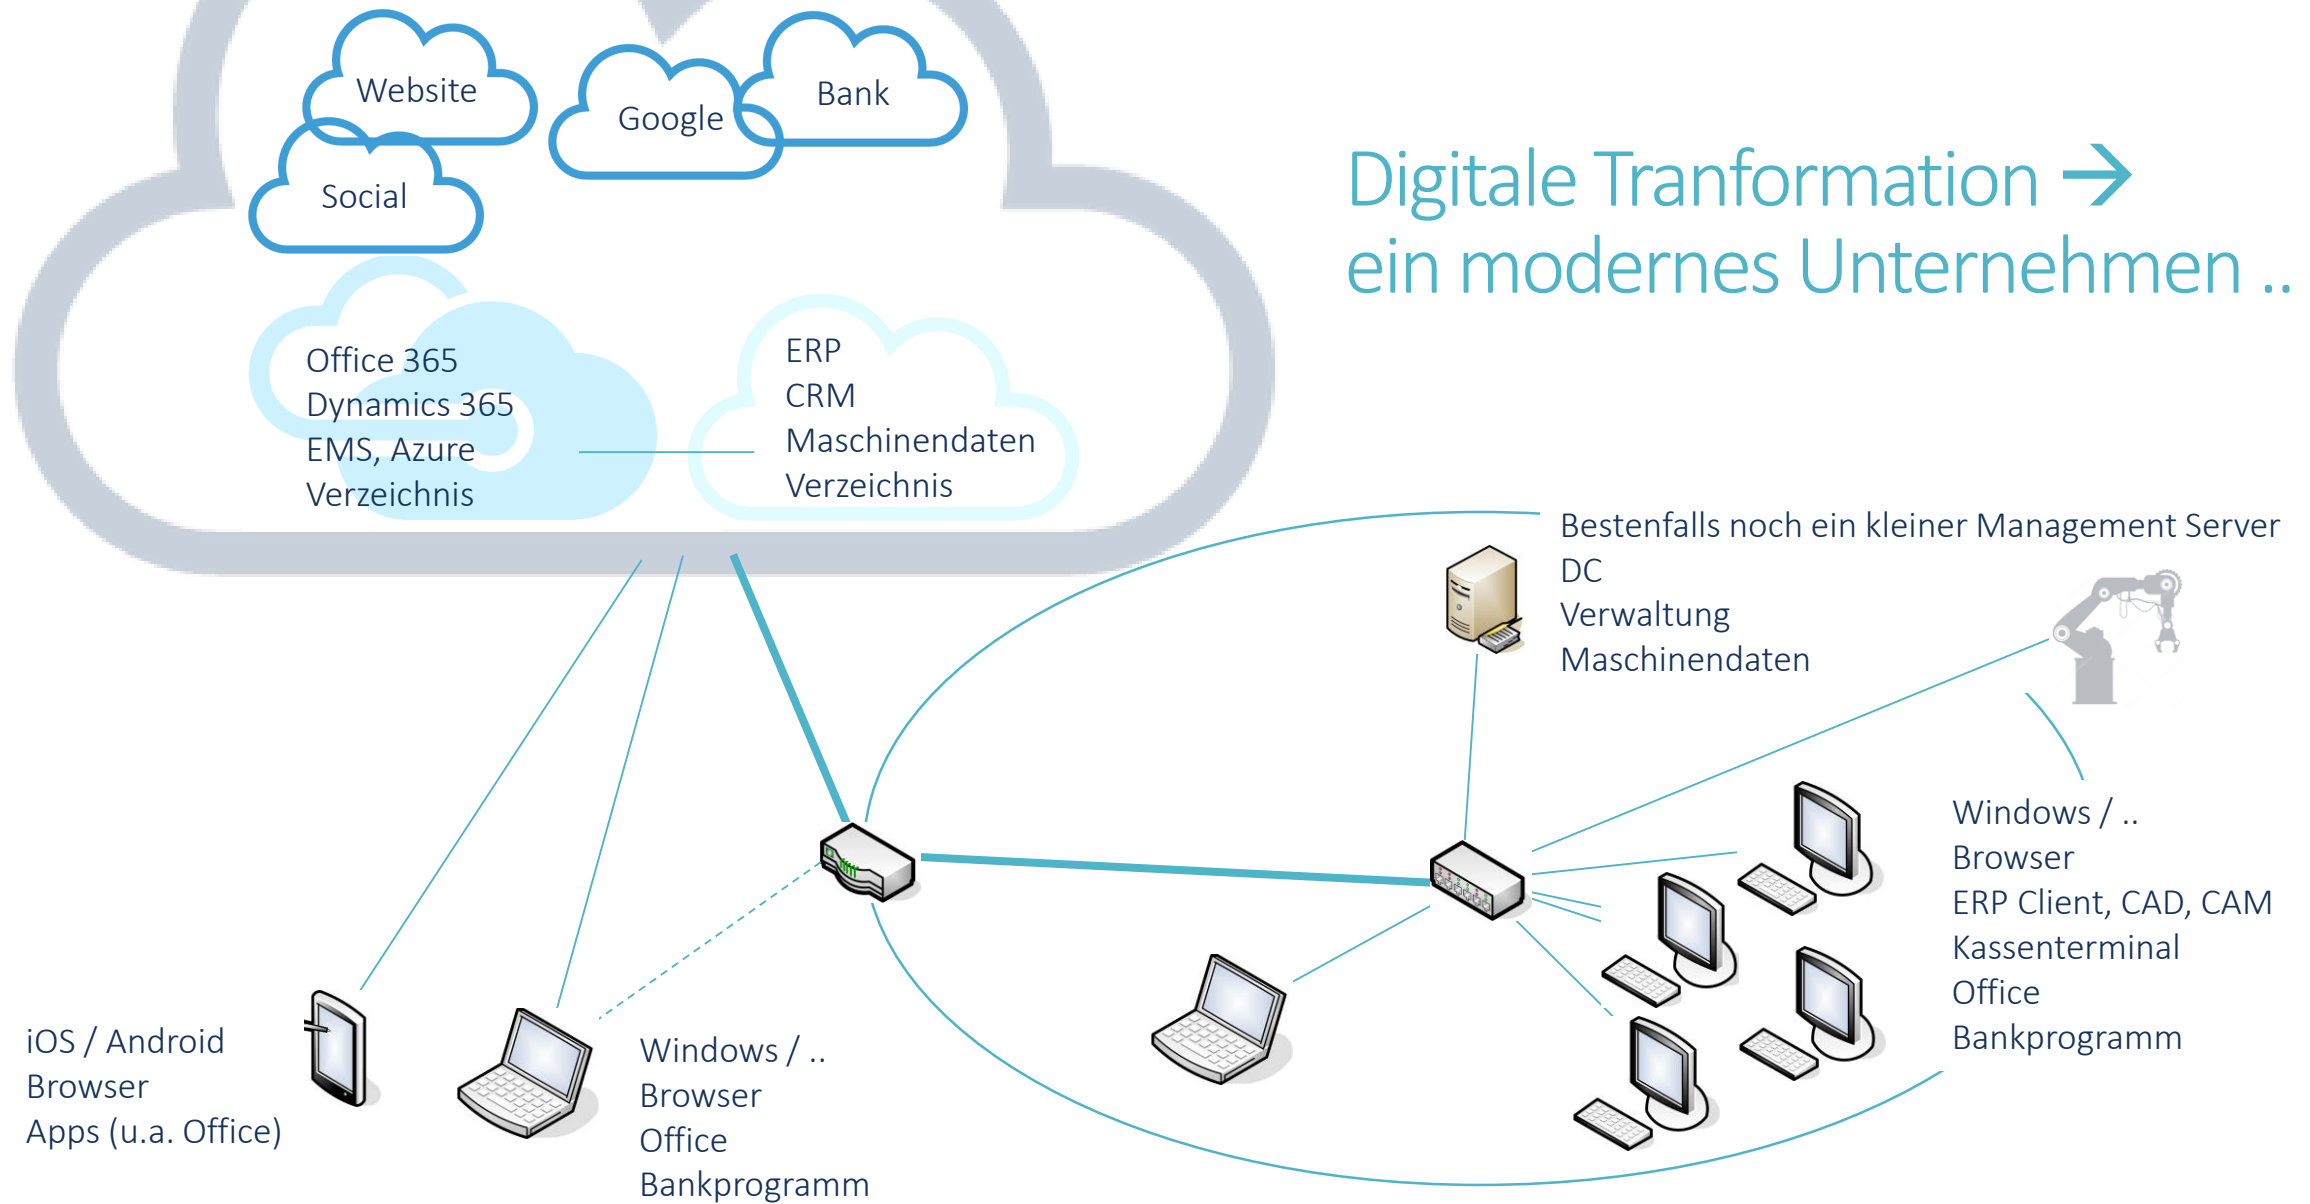 Website
Google
Bank
Social
Digitale Tranformation →
ein modernes Unternehmen ..
Office 365
Dynamics 365
EMS, Azure
Verzeichnis
ERP
CRM
Maschinendaten
Verzeichnis
Bestenfalls noch ein kleiner Management Server
DC
Verwaltung
Maschinendaten
Windows / ..
Browser
ERP Client, CAD, CAM
Kassenterminal
Office
Bankprogramm
iOS / Android
Browser
Apps (u.a. Office)
Windows / ..
Browser
Office
Bankprogramm